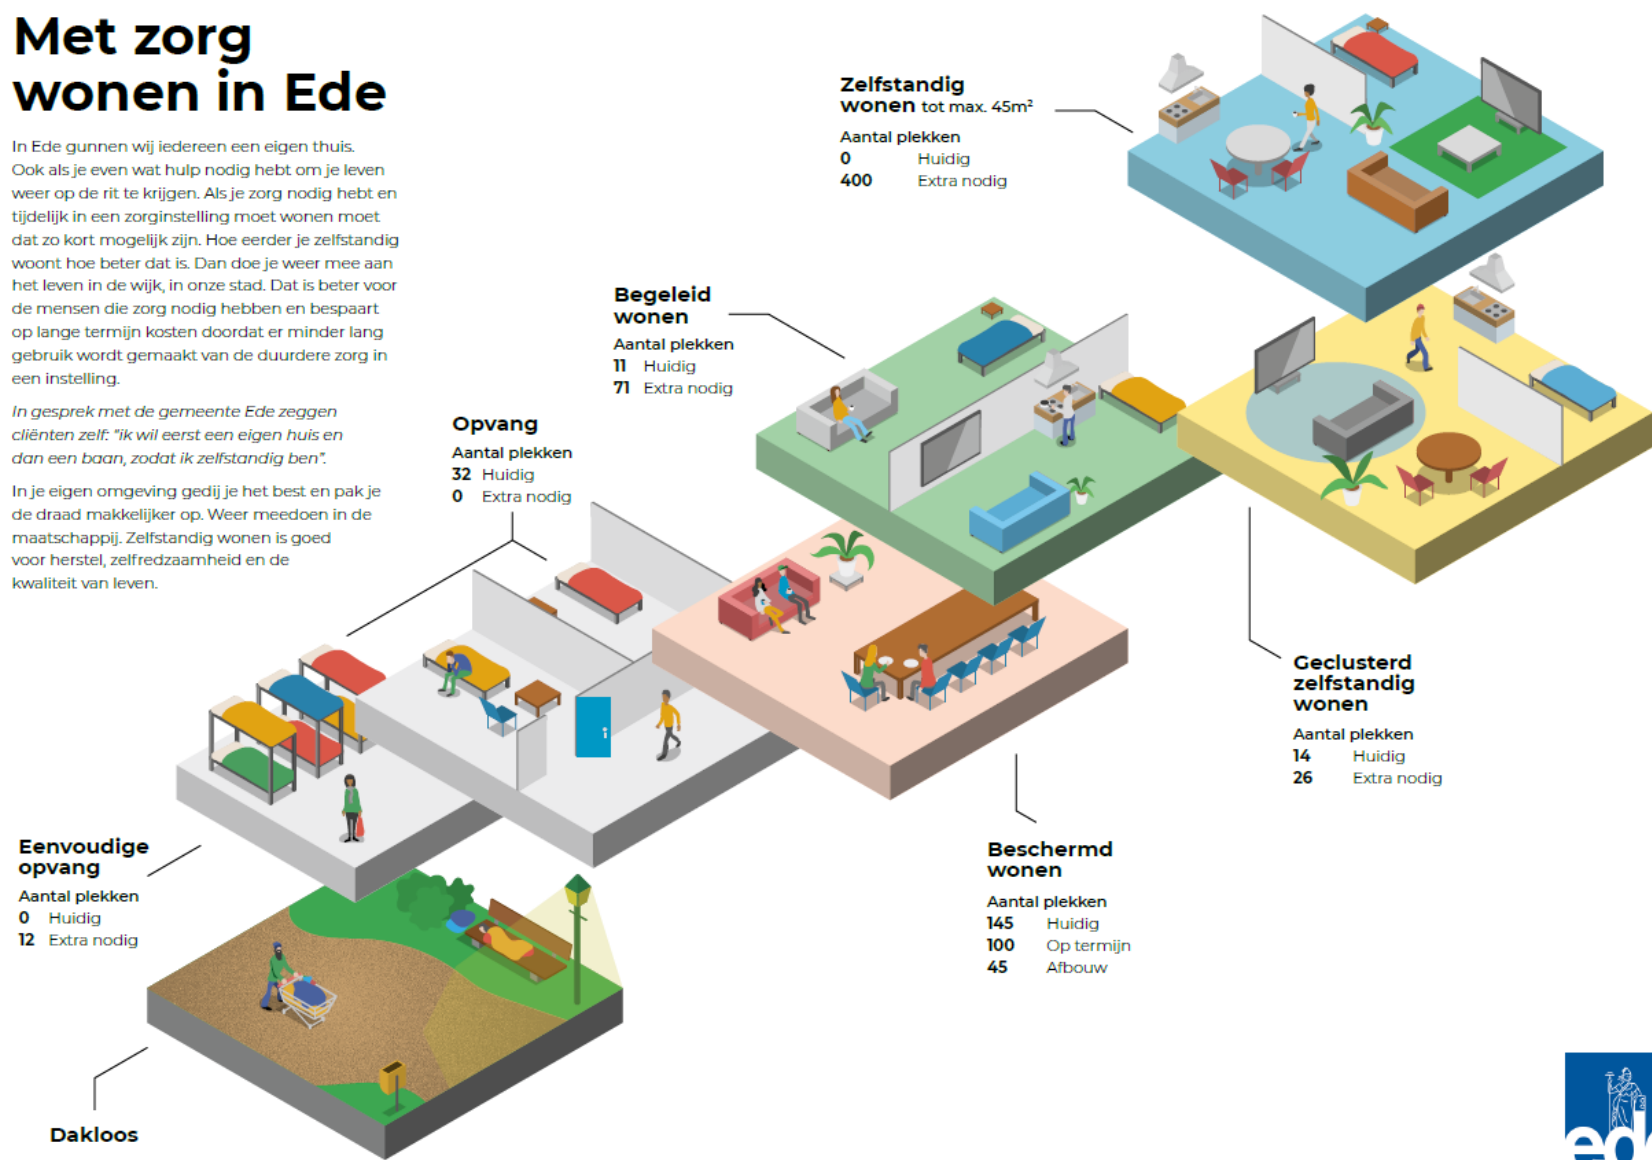 Met zorg
wonen in Ede
In Ede gunnen wij iedereen een eigen thuis.
Ook als je even wat hulp nodig hebt om je leven
weer op de rit te krijgen. Als je zorg nodig hebt en
tijdelijk in een zorginstelling moet wonen moet
dat zo kort mogelijk zijn. Hoe eerder je zelfstandig
woont hoe beter dat is. Dan doe je weer mee aan
het leven in de wijk, in onze stad. Dat is beter voor
de mensen die zorg nodig hebben en bespaart
op lange termijn kosten doordat er minder lang
gebruik wordt gemaakt van de duurdere zorg in
een instelling.
In gesprek met de gemeente Ede zeggen
cliënten zelf: "ik wil eerst een eigen huis en
dan een baan, zodat ik zelfstandig ben".
In je eigen omgeving gedij je het best en pak je
de draad makkelijker op. Weer meedoen in de
maatschappij. Zelfstandig wonen is goed
voor herstel, zelfredzaamheid en de
kwaliteit van leven.
Zelfstandig
wonen tot max. 45m²
Aantal plekken
0 Huidig
400 Extra nodig
Begeleid
wonen
Aantal plekken
11 Huidig
71 Extra nodig
Opvang
Aantal plekken
32 Huidig
0 Extra nodig
Geclusterd
zelfstandig
wonen
Aantal plekken
14 Huidig
26 Extra nodig
Beschermd
wonen
Aantal plekken
145 Huidig
100 Op termijn
45 Afbouw
Eenvoudige
opvang
Aantal plekken
0 Huidig
12 Extra nodig
Dakloos
ede